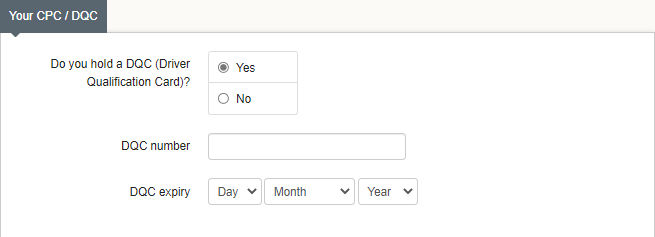 Your CPC / DQC
Do you hold a DQC (Driver
Qualification Card)?
Yes
No
DQC number
DQC expiry
Day
Month
Year